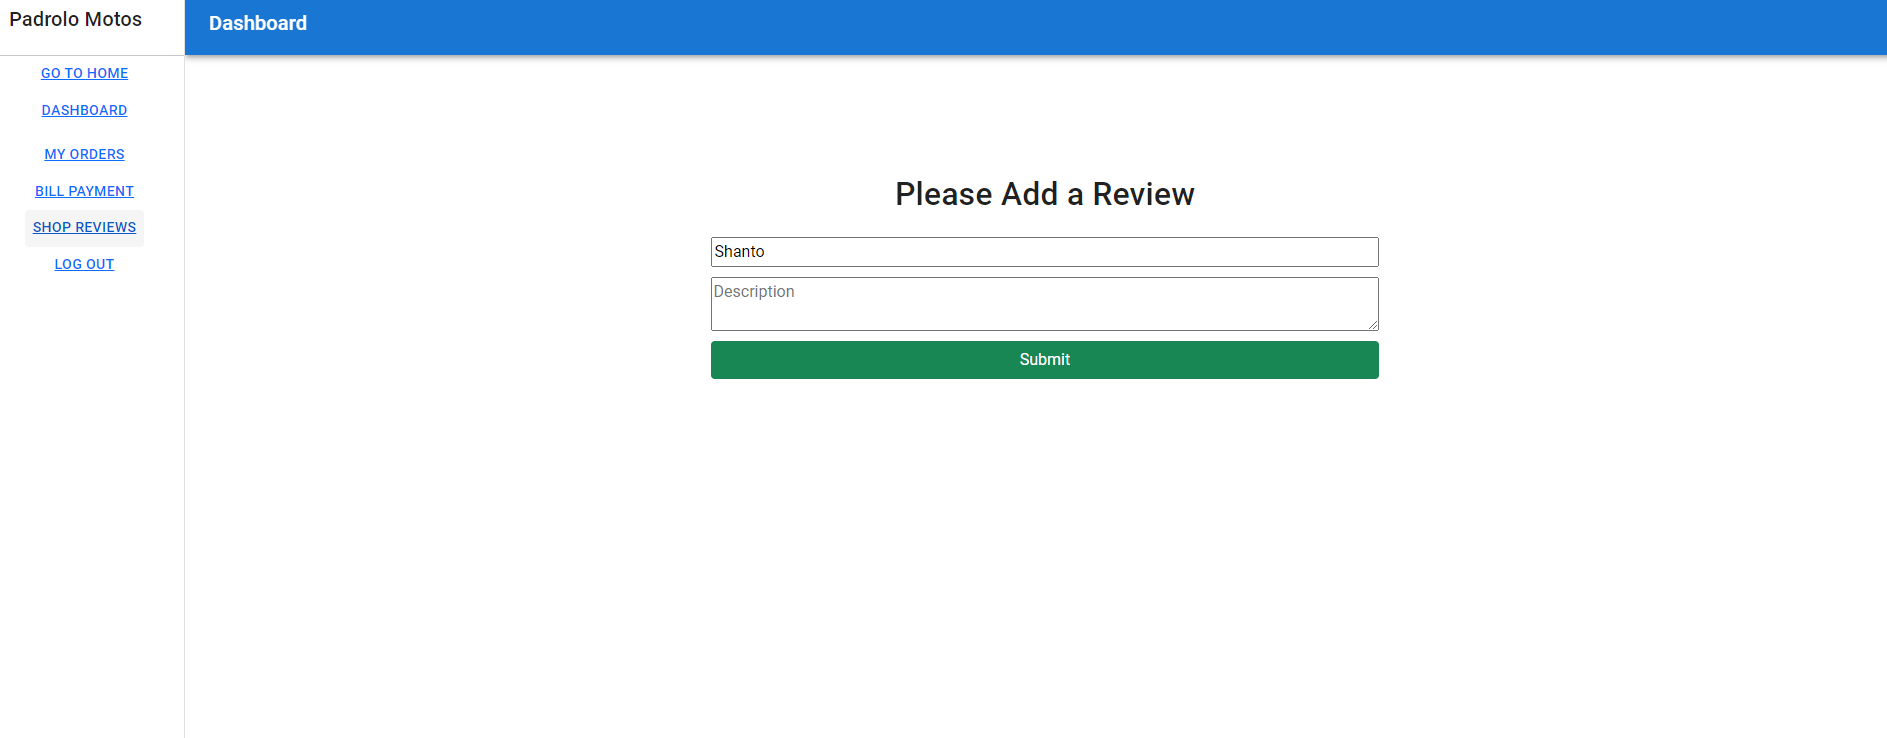 Padrolo Motos
Dashboard
GO TO HOME
DASHBOARD
MY ORDERS
BILL PAYMENT
SHOP REVIEWS
LOG OUT
Please Add a Review
Shanto
Description
Submit